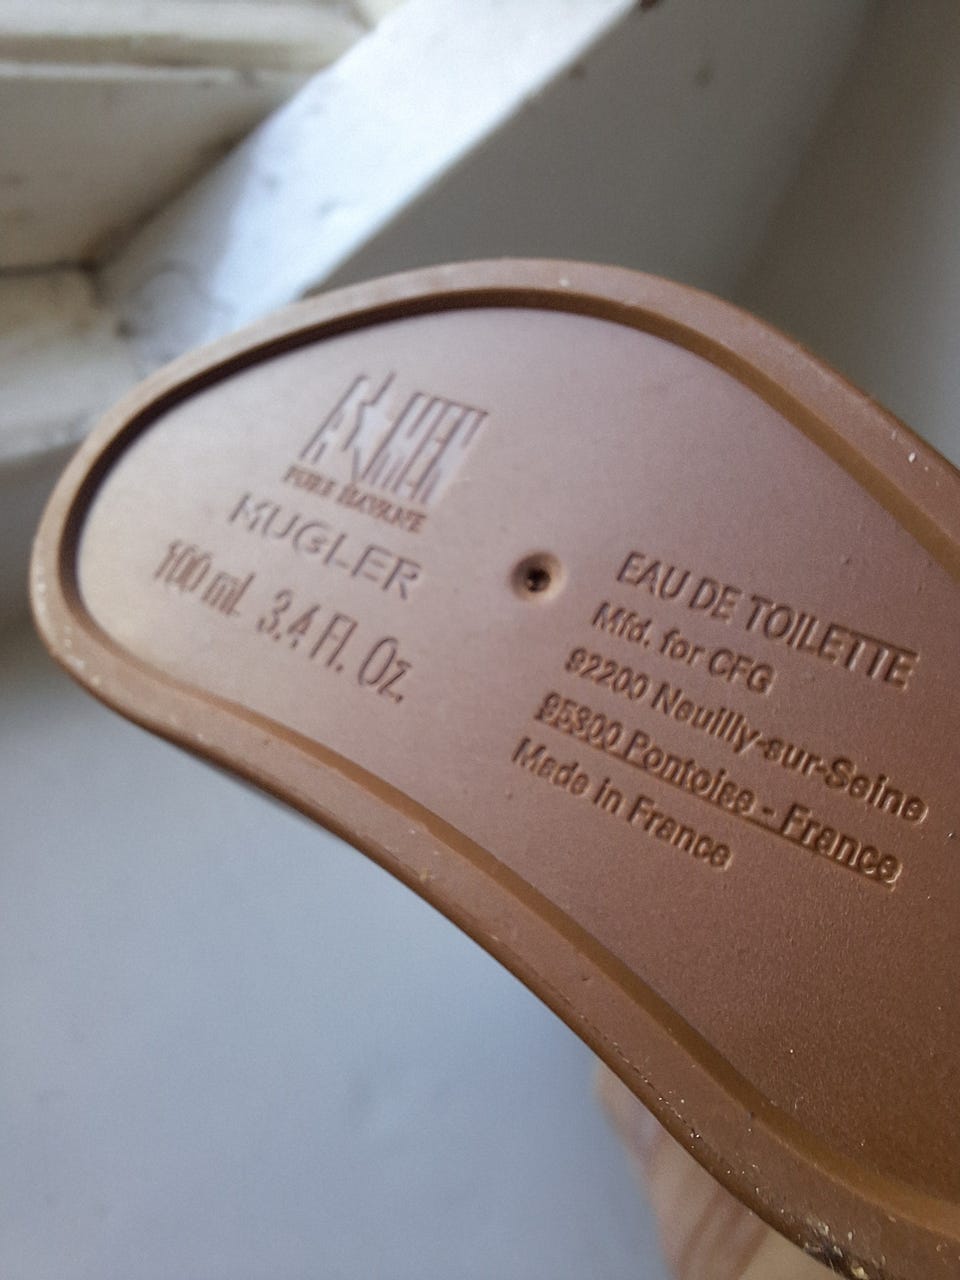 A*MEN
PURE HAVANE
MUGLER
100 ml. 3.4 Fl. Oz.
EAU DE TOILETTE
Mfd. for CFG
92200 Neuilly-sur-Seine
95300 Pontoise - France
Made in France